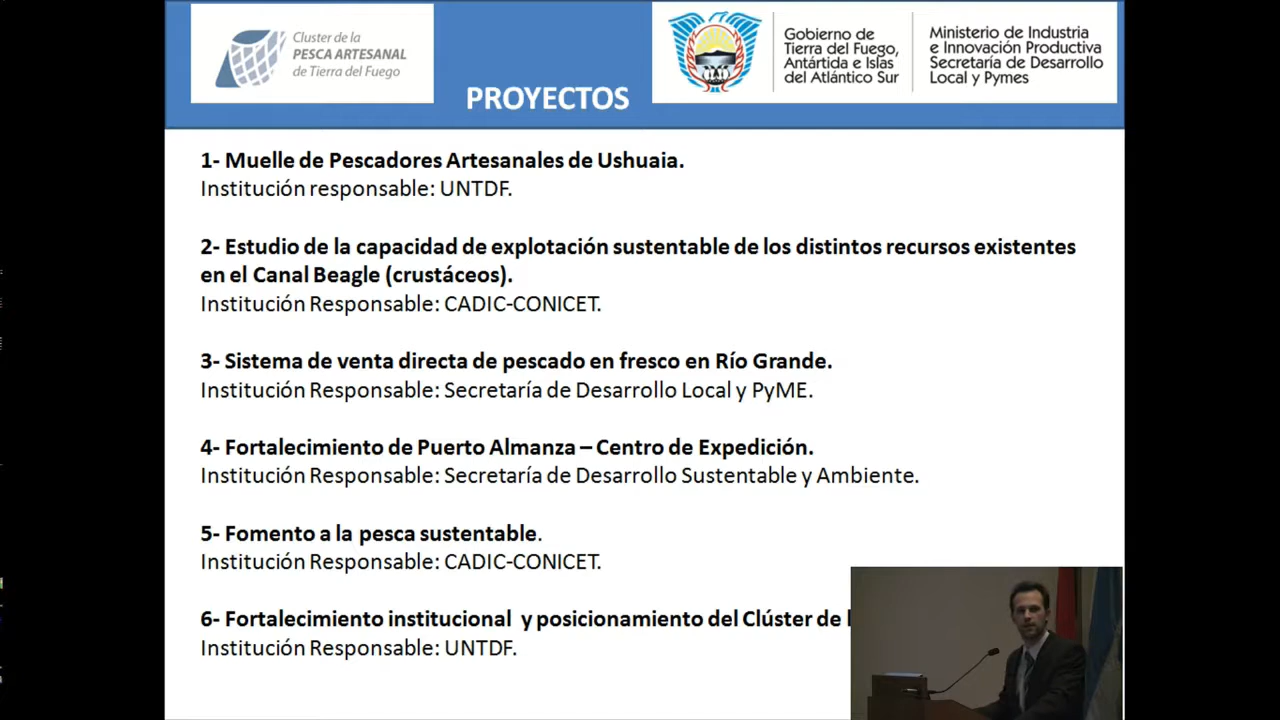 Cluster de la
PESCA ARTESANAL
de Tierra del Fuego
PROYECTOS
Gobierno de
Tierra del Fuego,
Antártida e Islas
del Atlántico Sur
Ministerio de Industria
e Innovación Productiva
Secretaría de Desarrollo
Local y Pymes
1- Muelle de Pescadores Artesanales de Ushuaia.
Institución responsable: UNTDF.
2- Estudio de la capacidad de explotación sustentable de los distintos recursos existentes
en el Canal Beagle (crustáceos).
Institución Responsable: CADIC-CONICET.
3- Sistema de venta directa de pescado en fresco en Río Grande.
Institución Responsable: Secretaría de Desarrollo Local y PyME.
4- Fortalecimiento de Puerto Almanza – Centro de Expedición.
Institución Responsable: Secretaría de Desarrollo Sustentable y Ambiente.
5- Fomento a la pesca sustentable.
Institución Responsable: CADIC-CONICET.
6- Fortalecimiento institucional y posicionamiento del Clúster de
Institución Responsable: UNTDF.